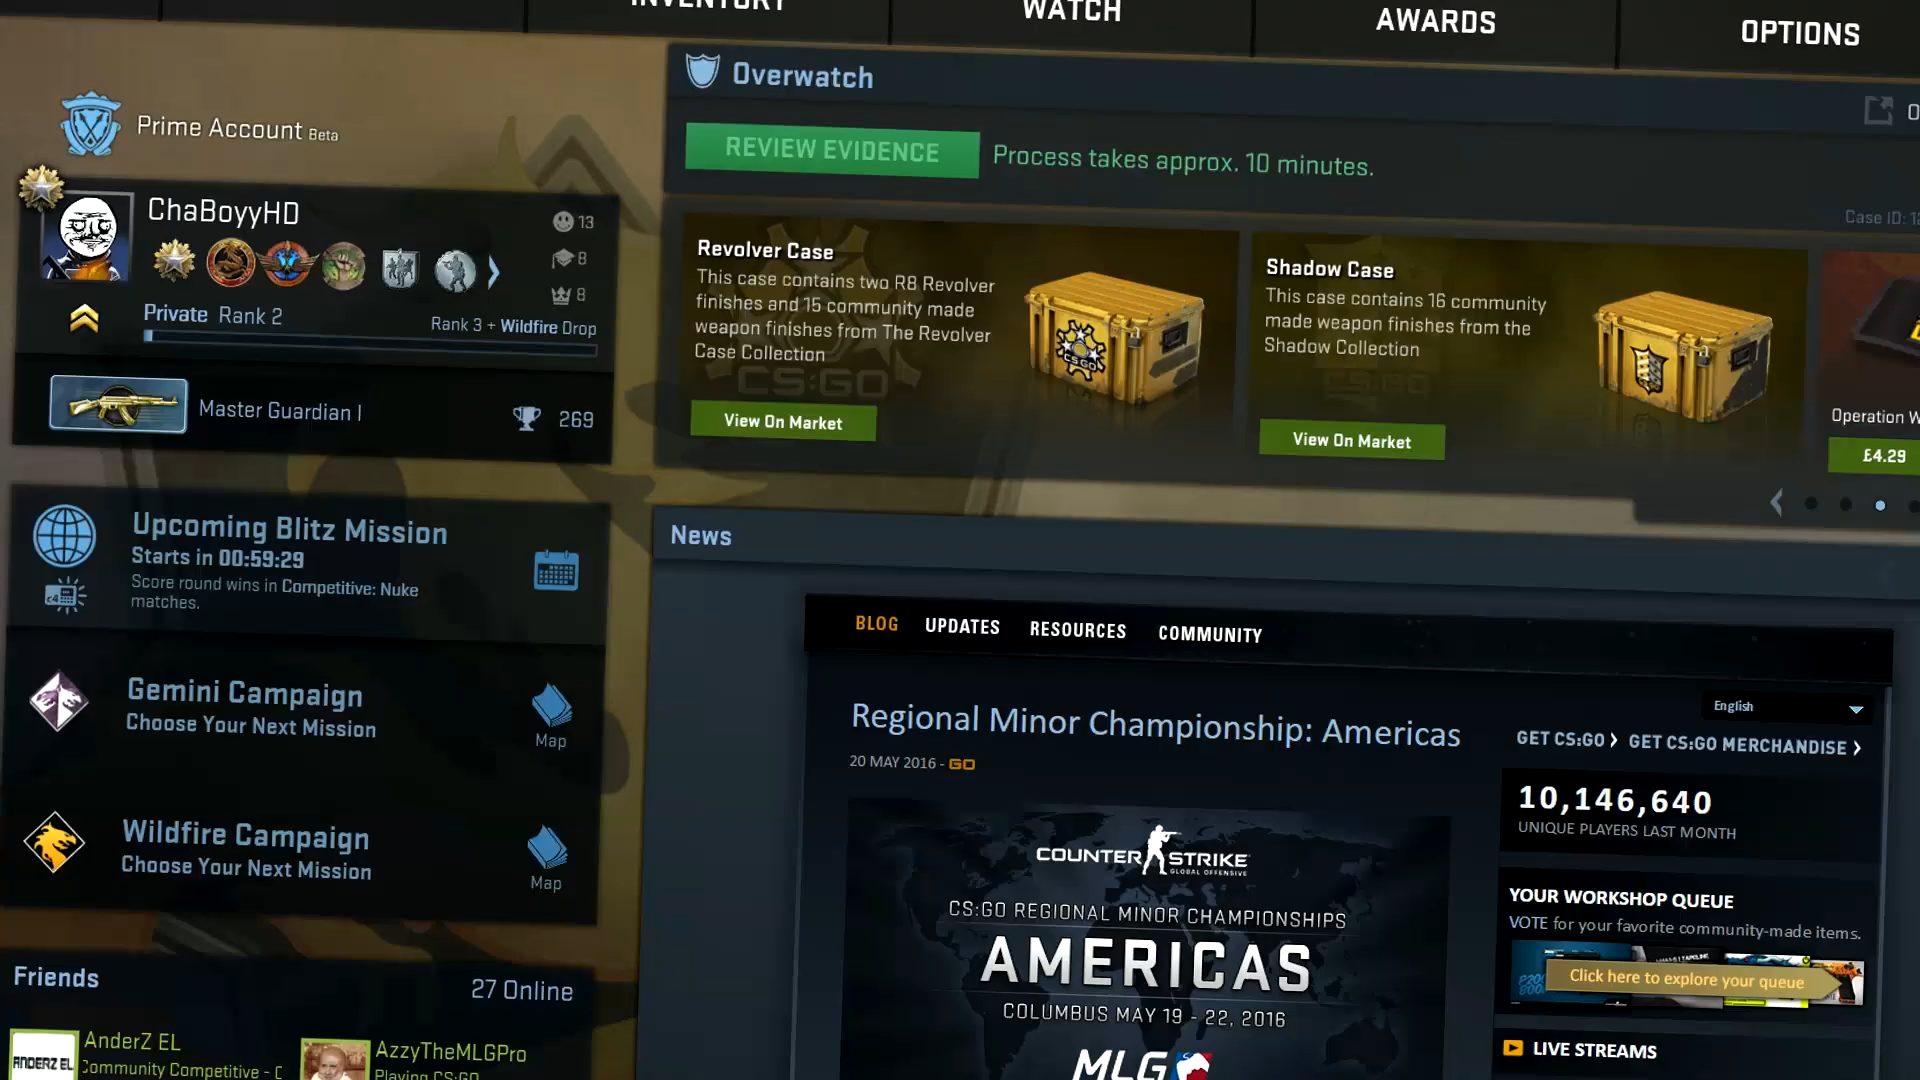 INVENTORY
WATCH
AWARDS
OPTIONS
Prime Account Beta
ChaBoyyHD
13
8
8
Private Rank 2
Rank 3 + Wildfire Drop
Master Guardian I
269
Upcoming Blitz Mission
Starts in 00:59:29
Score round wins in Competitive: Nuke
matches.
Gemini Campaign
Choose Your Next Mission
Map
Wildfire Campaign
Choose Your Next Mission
Map
Friends
27 Online
AnderZ EL
Community Competitive - C
ANDERZ EL
AzzyTheMLGPro
Playing CS:GO
Overwatch
REVIEW EVIDENCE
Process takes approx. 10 minutes.
Case ID: 1
Revolver Case
This case contains two R8 Revolver
finishes and 15 community made
weapon finishes from The Revolver
Case Collection
CS:GO
CS:GO
View On Market
Shadow Case
This case contains 16 community
made weapon finishes from the
Shadow Collection
CS:GO
View On Market
Operation W
£4.29
News
BLOG
UPDATES
RESOURCES
COMMUNITY
English
Regional Minor Championship: Americas
20 MAY 2016 - GO
GET CS:GO
GET CS:GO MERCHANDISE
10,146,640
UNIQUE PLAYERS LAST MONTH
COUNTER STRIKE
GLOBAL OFFENSIVE
CS:GO REGIONAL MINOR CHAMPIONSHIPS
AMERICAS
COLUMBUS MAY 19 - 22, 2016
MLG
YOUR WORKSHOP QUEUE
VOTE for your favorite community-made items.
Click here to explore your queue
LIVE STREAMS